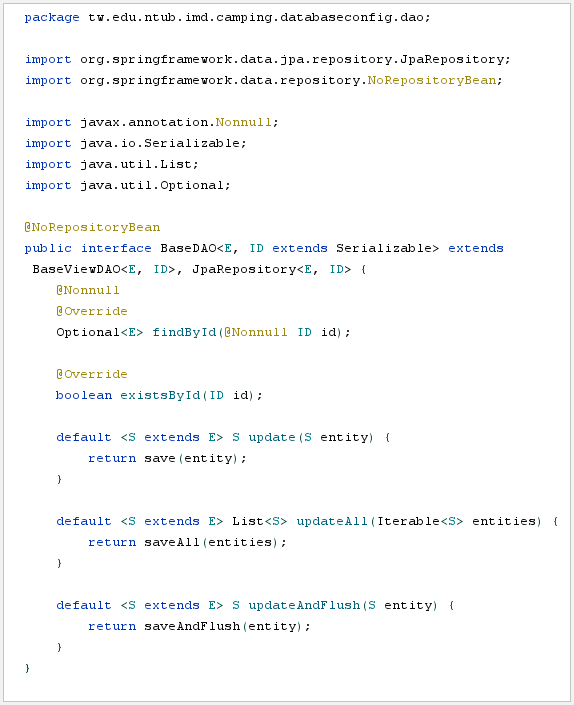 package tw.edu.ntub.imd.camping.databaseconfig.dao;

import org.springframework.data.jpa.repository.JpaRepository;
import org.springframework.data.repository.NoRepositoryBean;

import javax.annotation.Nonnull;
import java.io.Serializable;
import java.util.List;
import java.util.Optional;

@NoRepositoryBean
public interface BaseDAO<E, ID extends Serializable> extends
 BaseViewDAO<E, ID>, JpaRepository<E, ID> {
    @Nonnull
    @Override
    Optional<E> findById(@Nonnull ID id);

    @Override
    boolean existsById(ID id);

    default <S extends E> S update(S entity) {
        return save(entity);
    }

    default <S extends E> List<S> updateAll(Iterable<S> entities) {
        return saveAll(entities);
    }

    default <S extends E> S updateAndFlush(S entity) {
        return saveAndFlush(entity);
    }
}